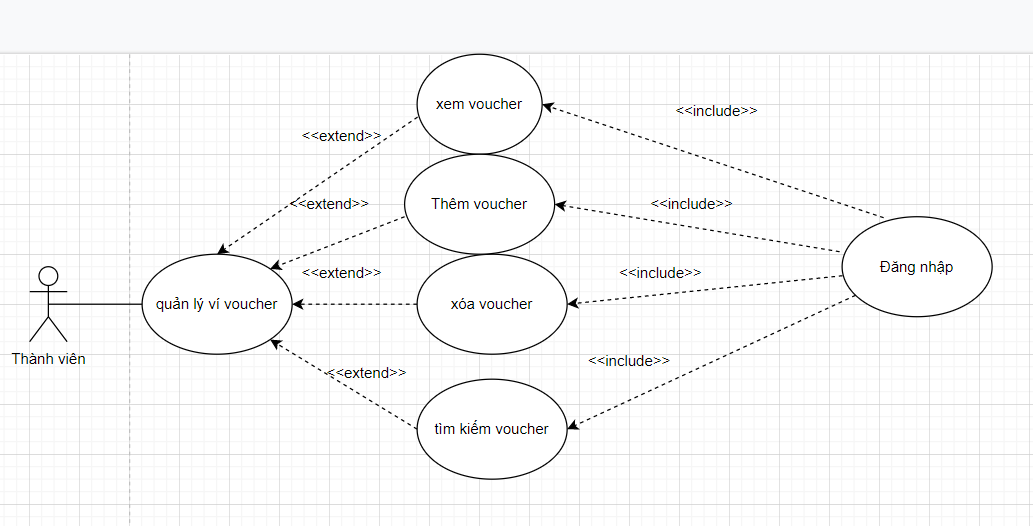 xem voucher
<<include>>
<<extend>>
<<extend>>
Thêm voucher
<<include>>
Đăng nhập
<<extend>>
<<include>>
quản lý ví voucher
xóa voucher
Thành viên
<<include>>
<<extend>>
tìm kiếm voucher